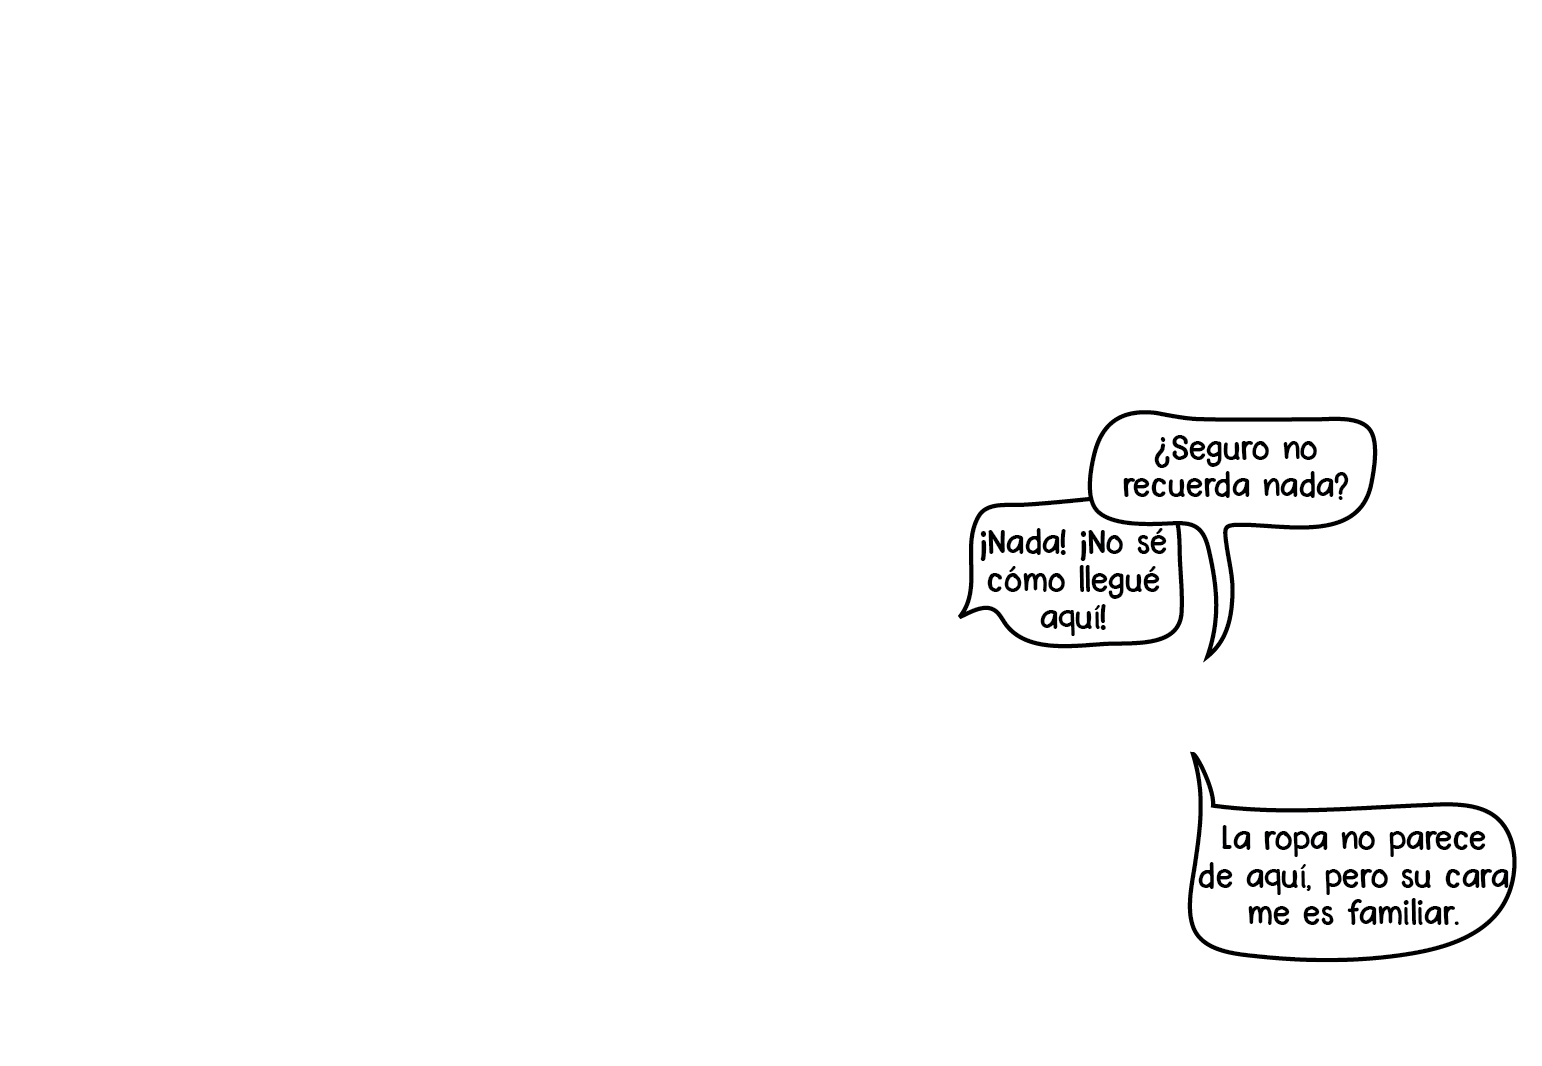 ¿Seguro no
recuerda nada?
¡Nada! ¡No sé
cómo llegué
aquí!
La ropa no parece
de aquí, pero su cara
me es familiar.